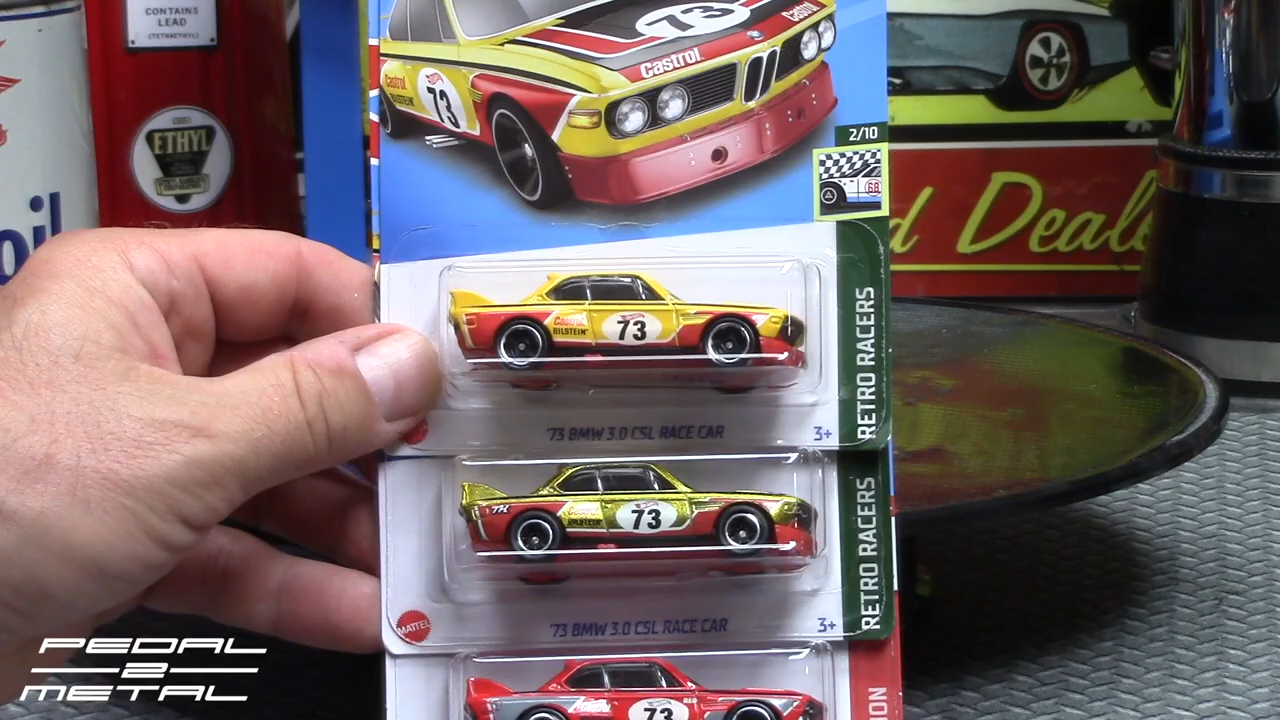 CONTAINS
LEAD
(TETRAETHYL)
ETHYL
oil
73
Castrol
Castrol
Castrol
BILSTEIN
73
2/10
68
d Deale
Castrol
BILSTEIN
73
RETRO RACERS
'73 BMW 3.0 CSL RACE CAR
3+
TH
Castrol
BILSTEIN
73
RETRO RACERS
MATTEL
'73 BMW 3.0 CSL RACE CAR
3+
73
ION
PEDAL
2
METAL